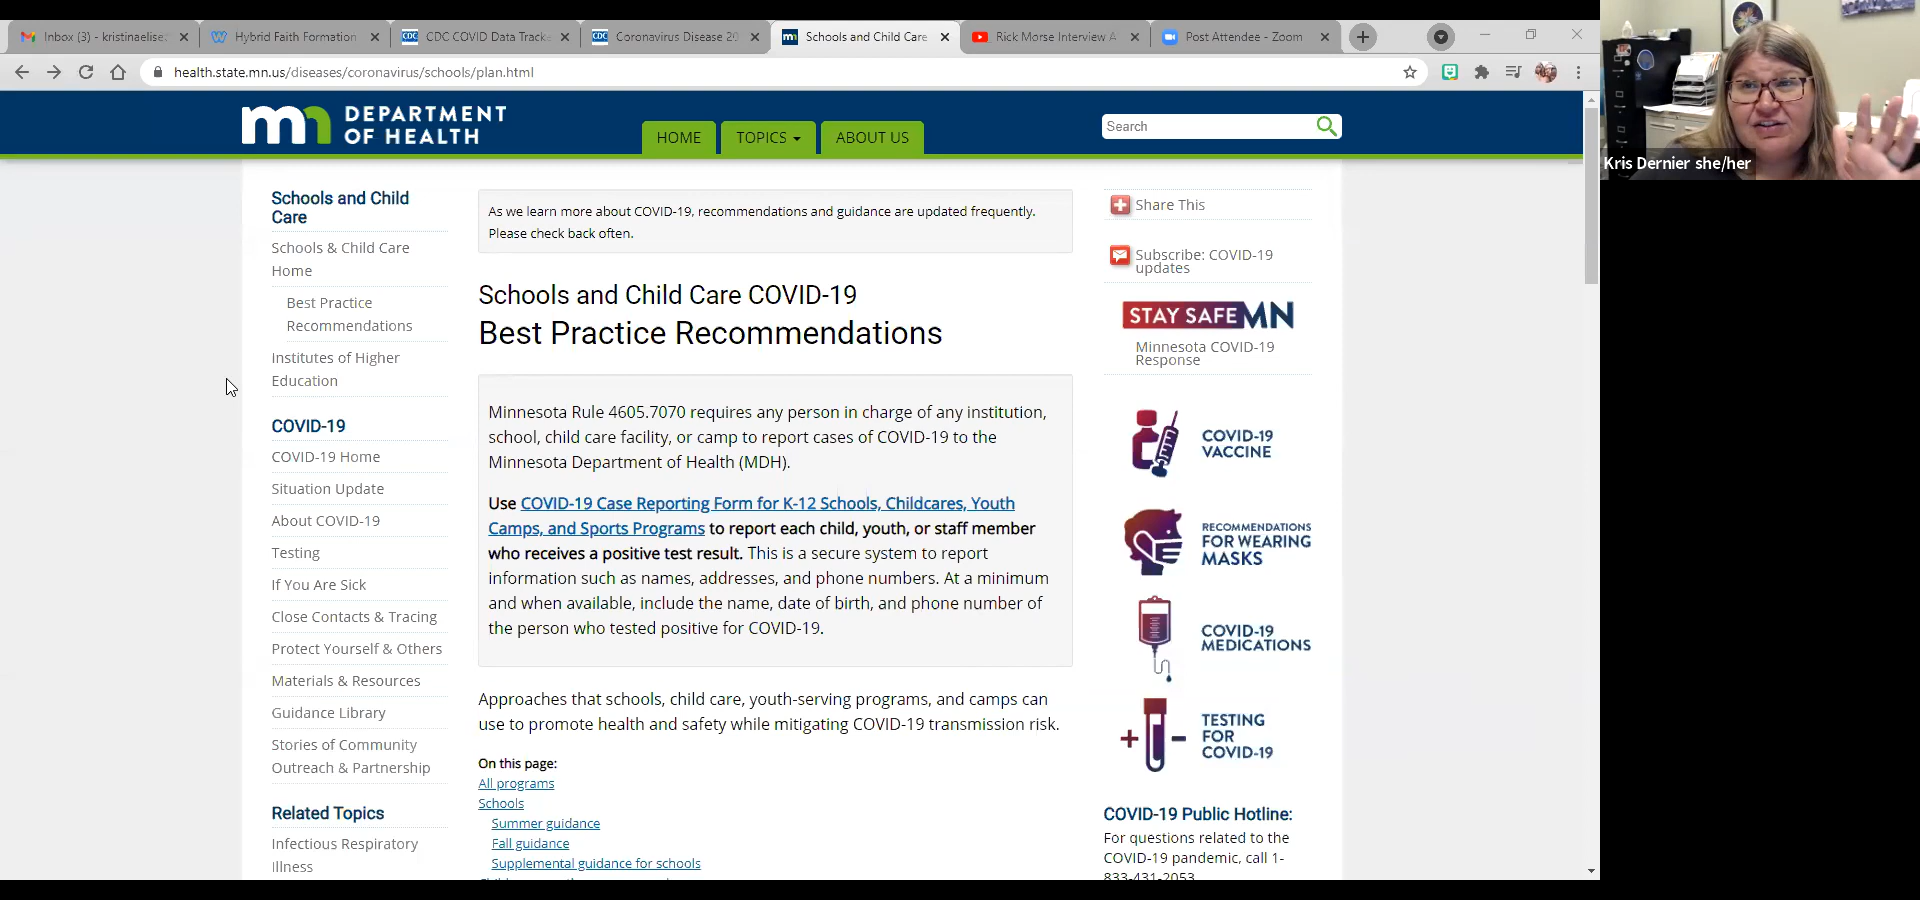 Inbox (3) - kristinaelise
Hybrid Faith Formation
CDC COVID Data Tracke
Coronavirus Disease 20
Schools and Child Care
Rick Morse Interview A
Post Attendee - Zoom
health.state.mn.us/diseases/coronavirus/schools/plan.html
mn DEPARTMENT
OF HEALTH
HOME
TOPICS
ABOUT US
Search
Kris Dernier she/her
Schools and Child
Care
Schools & Child Care
Home
Best Practice
Recommendations
Institutes of Higher
Education
COVID-19
COVID-19 Home
Situation Update
About COVID-19
Testing
If You Are Sick
Close Contacts & Tracing
Protect Yourself & Others
Materials & Resources
Guidance Library
Stories of Community
Outreach & Partnership
Related Topics
Infectious Respiratory
Illness
As we learn more about COVID-19, recommendations and guidance are updated frequently.
Please check back often.
Schools and Child Care COVID-19
Best Practice Recommendations
Minnesota Rule 4605.7070 requires any person in charge of any institution,
school, child care facility, or camp to report cases of COVID-19 to the
Minnesota Department of Health (MDH).
Use COVID-19 Case Reporting Form for K-12 Schools, Childcares, Youth
Camps, and Sports Programs to report each child, youth, or staff member
who receives a positive test result. This is a secure system to report
information such as names, addresses, and phone numbers. At a minimum
and when available, include the name, date of birth, and phone number of
the person who tested positive for COVID-19.
Approaches that schools, child care, youth-serving programs, and camps can
use to promote health and safety while mitigating COVID-19 transmission risk.
On this page:
All programs
Schools
Summer guidance
Fall guidance
Supplemental guidance for schools
Share This
Subscribe: COVID-19
updates
STAY SAFE MN
Minnesota COVID-19
Response
COVID-19
VACCINE
RECOMMENDATIONS
FOR WEARING
MASKS
COVID-19
MEDICATIONS
TESTING
FOR
COVID-19
COVID-19 Public Hotline:
For questions related to the
COVID-19 pandemic, call 1-
833-431-2053